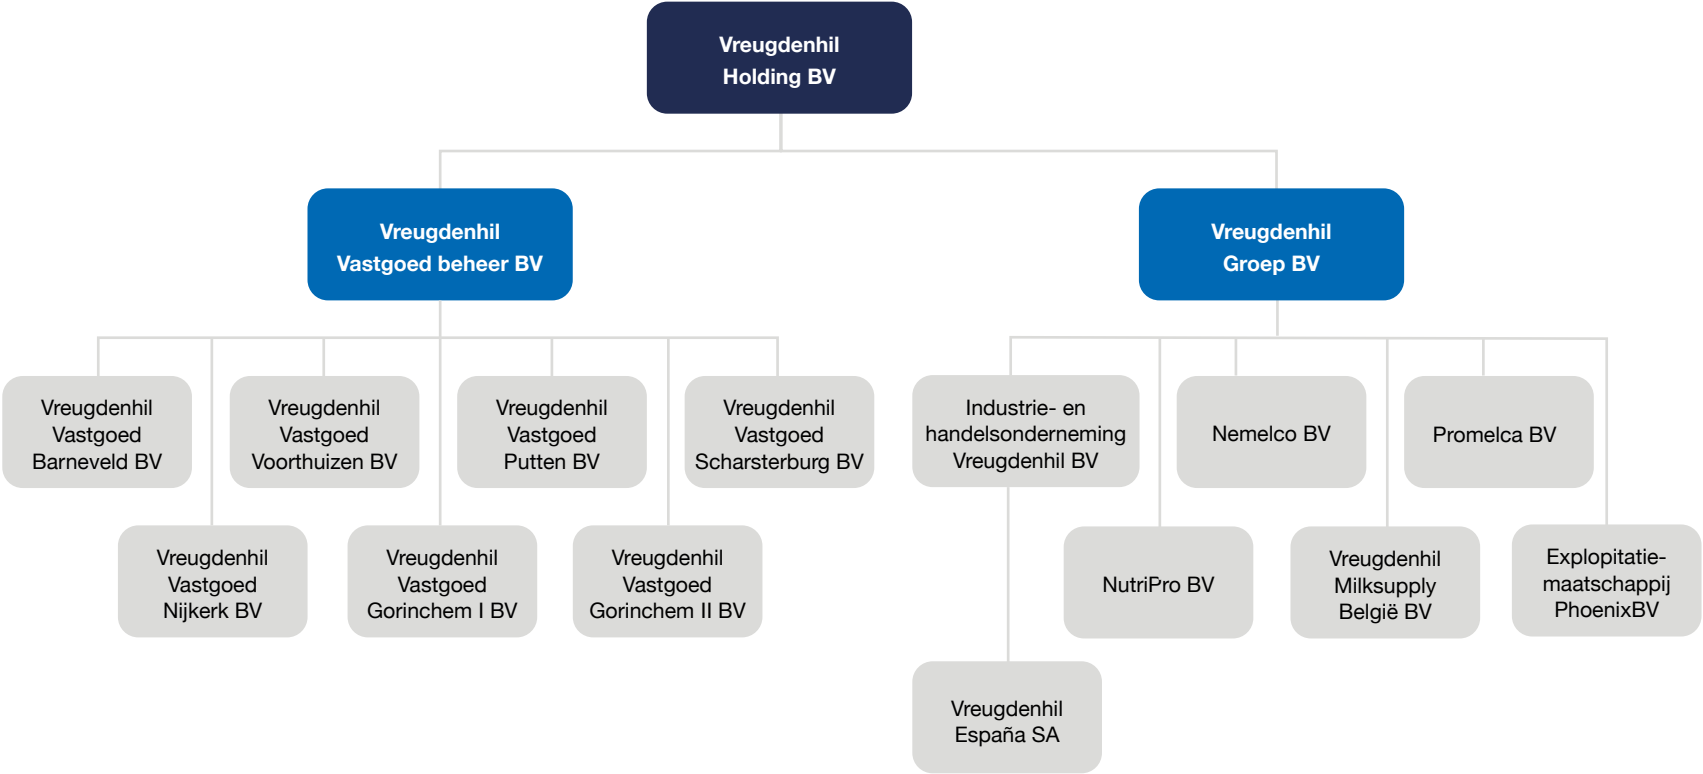 Vreugdenhil
Holding BV
Vreugdenhil
Vastgoed beheer BV
Vreugdenhil
Groep BV
Vreugdenhil
Vastgoed
Barneveld BV
Vreugdenhil
Vastgoed
Voorthuizen BV
Vreugdenhil
Vastgoed
Putten BV
Vreugdenhil
Vastgoed
Scharsterburg BV
Industrie- en
handelsonderneming
Vreugdenhil BV
Nemelco BV
Promelca BV
Vreugdenhil
Vastgoed
Nijkerk BV
Vreugdenhil
Vastgoed
Gorinchem I BV
Vreugdenhil
Vastgoed
Gorinchem II BV
NutriPro BV
Vreugdenhil
Milksupply
België BV
Explopitatie-
maatschappij
PhoenixBV
Vreugdenhil
España SA